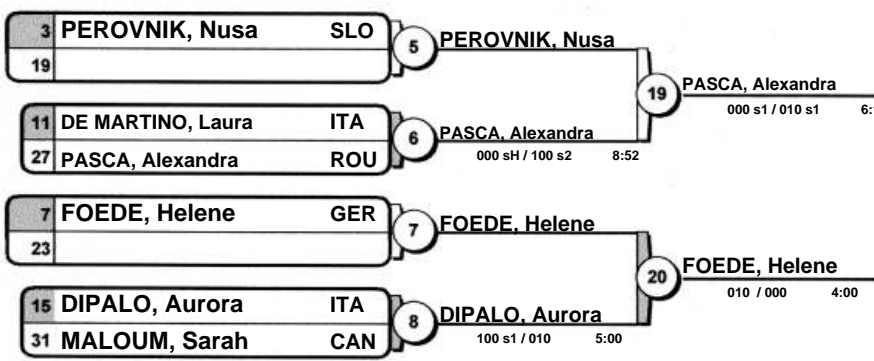 3 PEROVNIK, Nusa SLO
19
5
PEROVNIK, Nusa
11 DE MARTINO, Laura ITA
27 PASCA, Alexandra ROU
6
PASCA, Alexandra
000 sH / 100 s2 8:52
19
PASCA, Alexandra
000 s1 / 010 s1
7 FOEDE, Helene GER
23
7
FOEDE, Helene
15 DIPALO, Aurora ITA
31 MALOUM, Sarah CAN
8
DIPALO, Aurora
100 s1 / 010 5:00
20
FOEDE, Helene
010 / 000 4:00